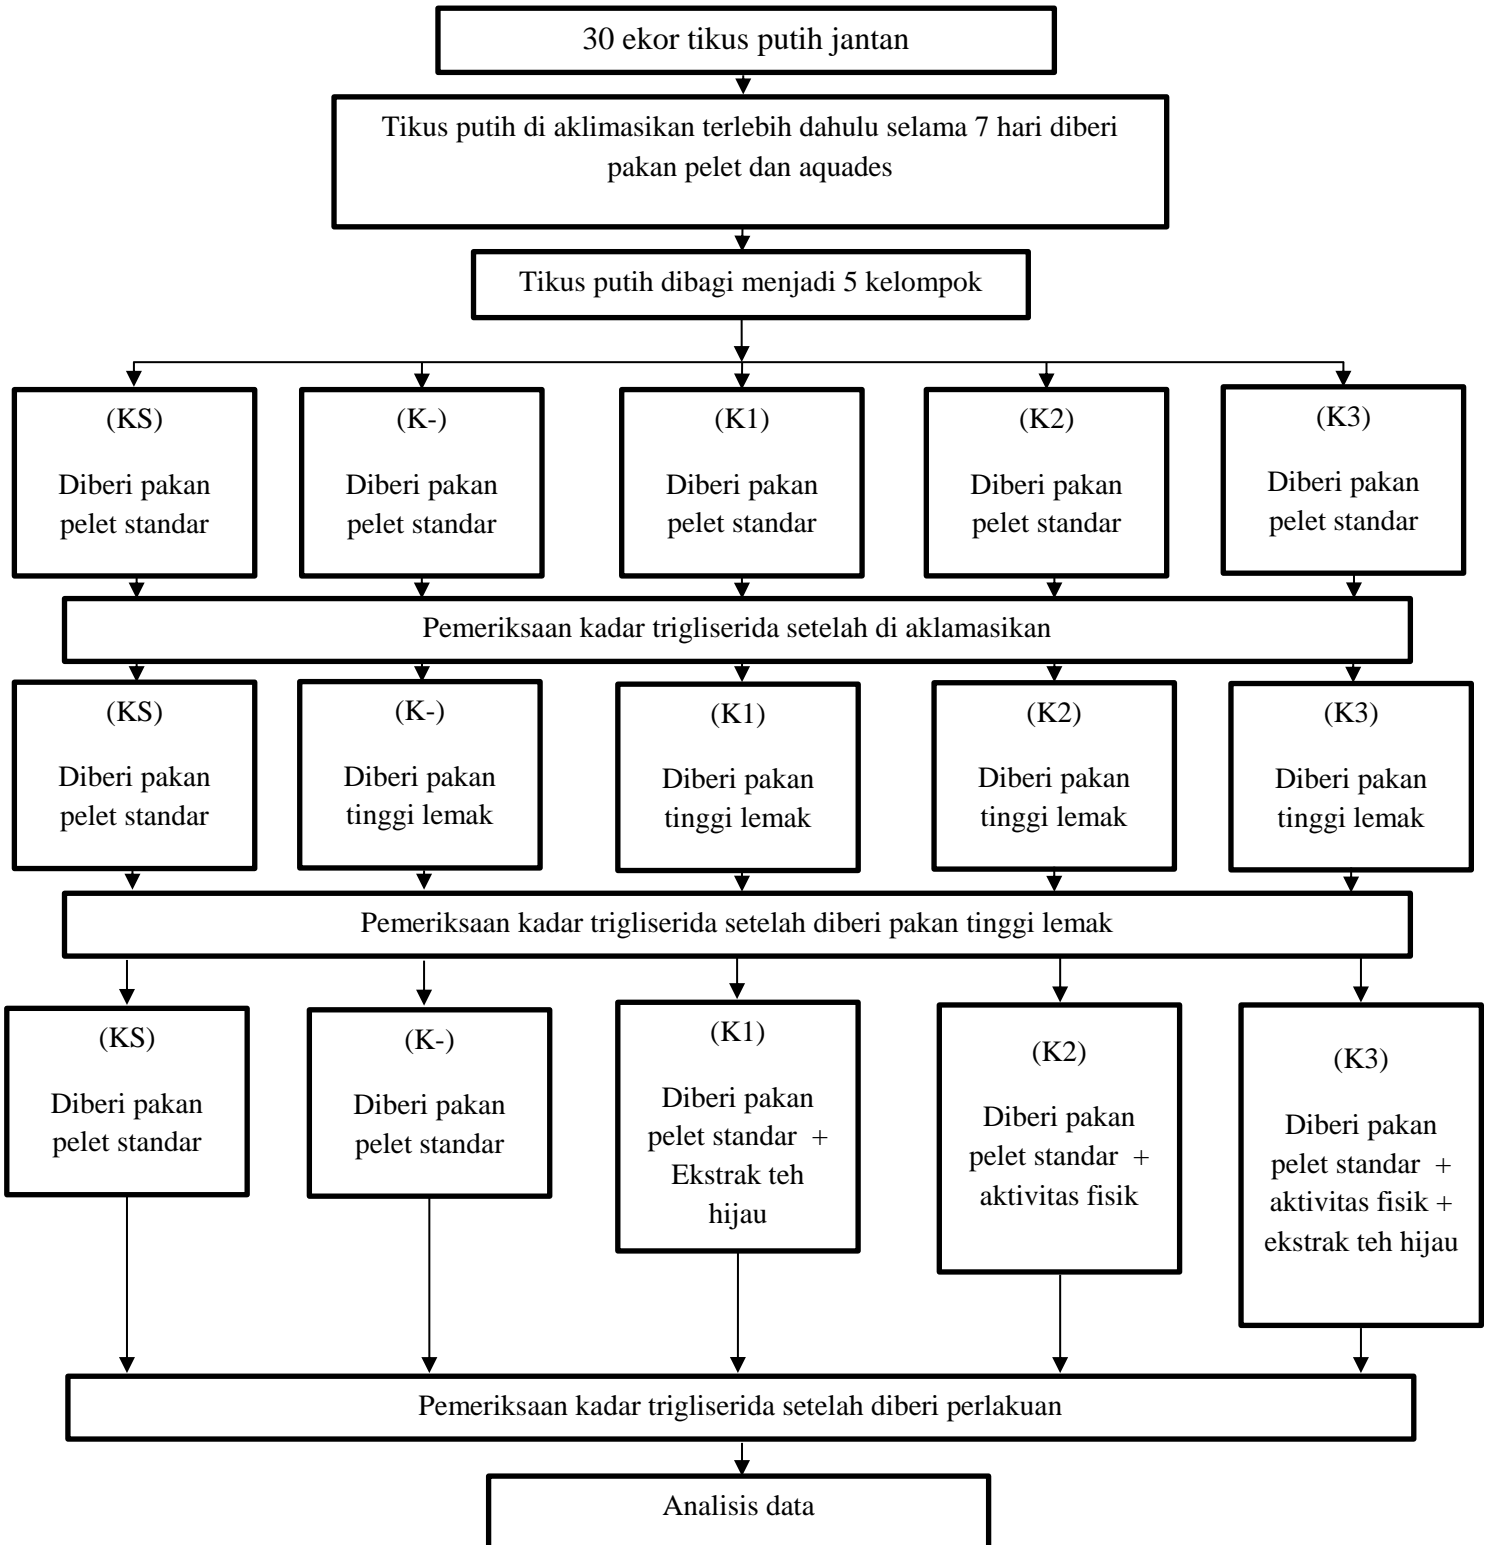 30 ekor tikus putih jantan
Tikus putih di aklimasikan terlebih dahulu selama 7 hari diberi
pakan pelet dan aquades
Tikus putih dibagi menjadi 5 kelompok
(KS)
Diberi pakan
pelet standar
(K-)
Diberi pakan
pelet standar
(K1)
Diberi pakan
pelet standar
(K2)
Diberi pakan
pelet standar
(K3)
Diberi pakan
pelet standar
Pemeriksaan kadar trigliserida setelah di aklamasikan
(KS)
Diberi pakan
pelet standar
(K-)
Diberi pakan
tinggi lemak
(K1)
Diberi pakan
tinggi lemak
(K2)
Diberi pakan
tinggi lemak
(K3)
Diberi pakan
tinggi lemak
Pemeriksaan kadar trigliserida setelah diberi pakan tinggi lemak
(KS)
Diberi pakan
pelet standar
(K-)
Diberi pakan
pelet standar
(K1)
Diberi pakan
pelet standar +
Ekstrak teh
hijau
(K2)
Diberi pakan
pelet standar +
aktivitas fisik
(K3)
Diberi pakan
pelet standar +
aktivitas fisik +
ekstrak teh hijau
Pemeriksaan kadar trigliserida setelah diberi perlakuan
Analisis data